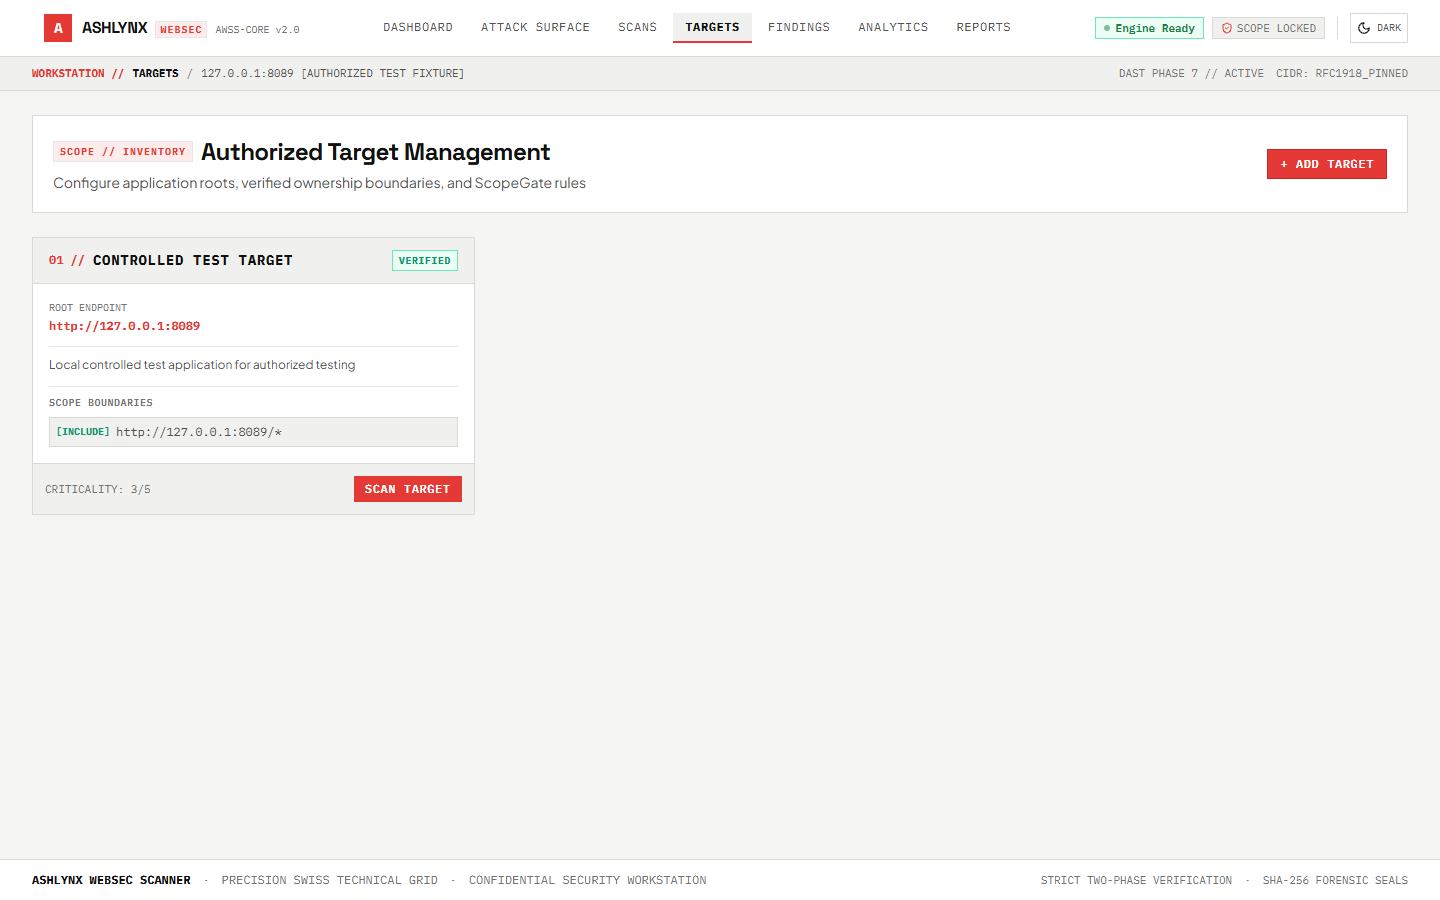 A ASHLYNX WEBSEC AWSS-CORE v2.0 DASHBOARD ATTACK SURFACE SCANS TARGETS FINDINGS ANALYTICS REPORTS Engine Ready SCOPE LOCKED DARK
WORKSTATION // TARGETS / 127.0.0.1:8089 [AUTHORIZED TEST FIXTURE] DAST PHASE 7 // ACTIVE CIDR: RFC1918_PINNED
SCOPE // INVENTORY Authorized Target Management
Configure application roots, verified ownership boundaries, and ScopeGate rules
+ ADD TARGET
01 // CONTROLLED TEST TARGET VERIFIED
ROOT ENDPOINT
http://127.0.0.1:8089
Local controlled test application for authorized testing
SCOPE BOUNDARIES
[INCLUDE] http://127.0.0.1:8089/*
CRITICALITY: 3/5 SCAN TARGET
ASHLYNX WEBSEC SCANNER · PRECISION SWISS TECHNICAL GRID · CONFIDENTIAL SECURITY WORKSTATION STRICT TWO-PHASE VERIFICATION · SHA-256 FORENSIC SEALS